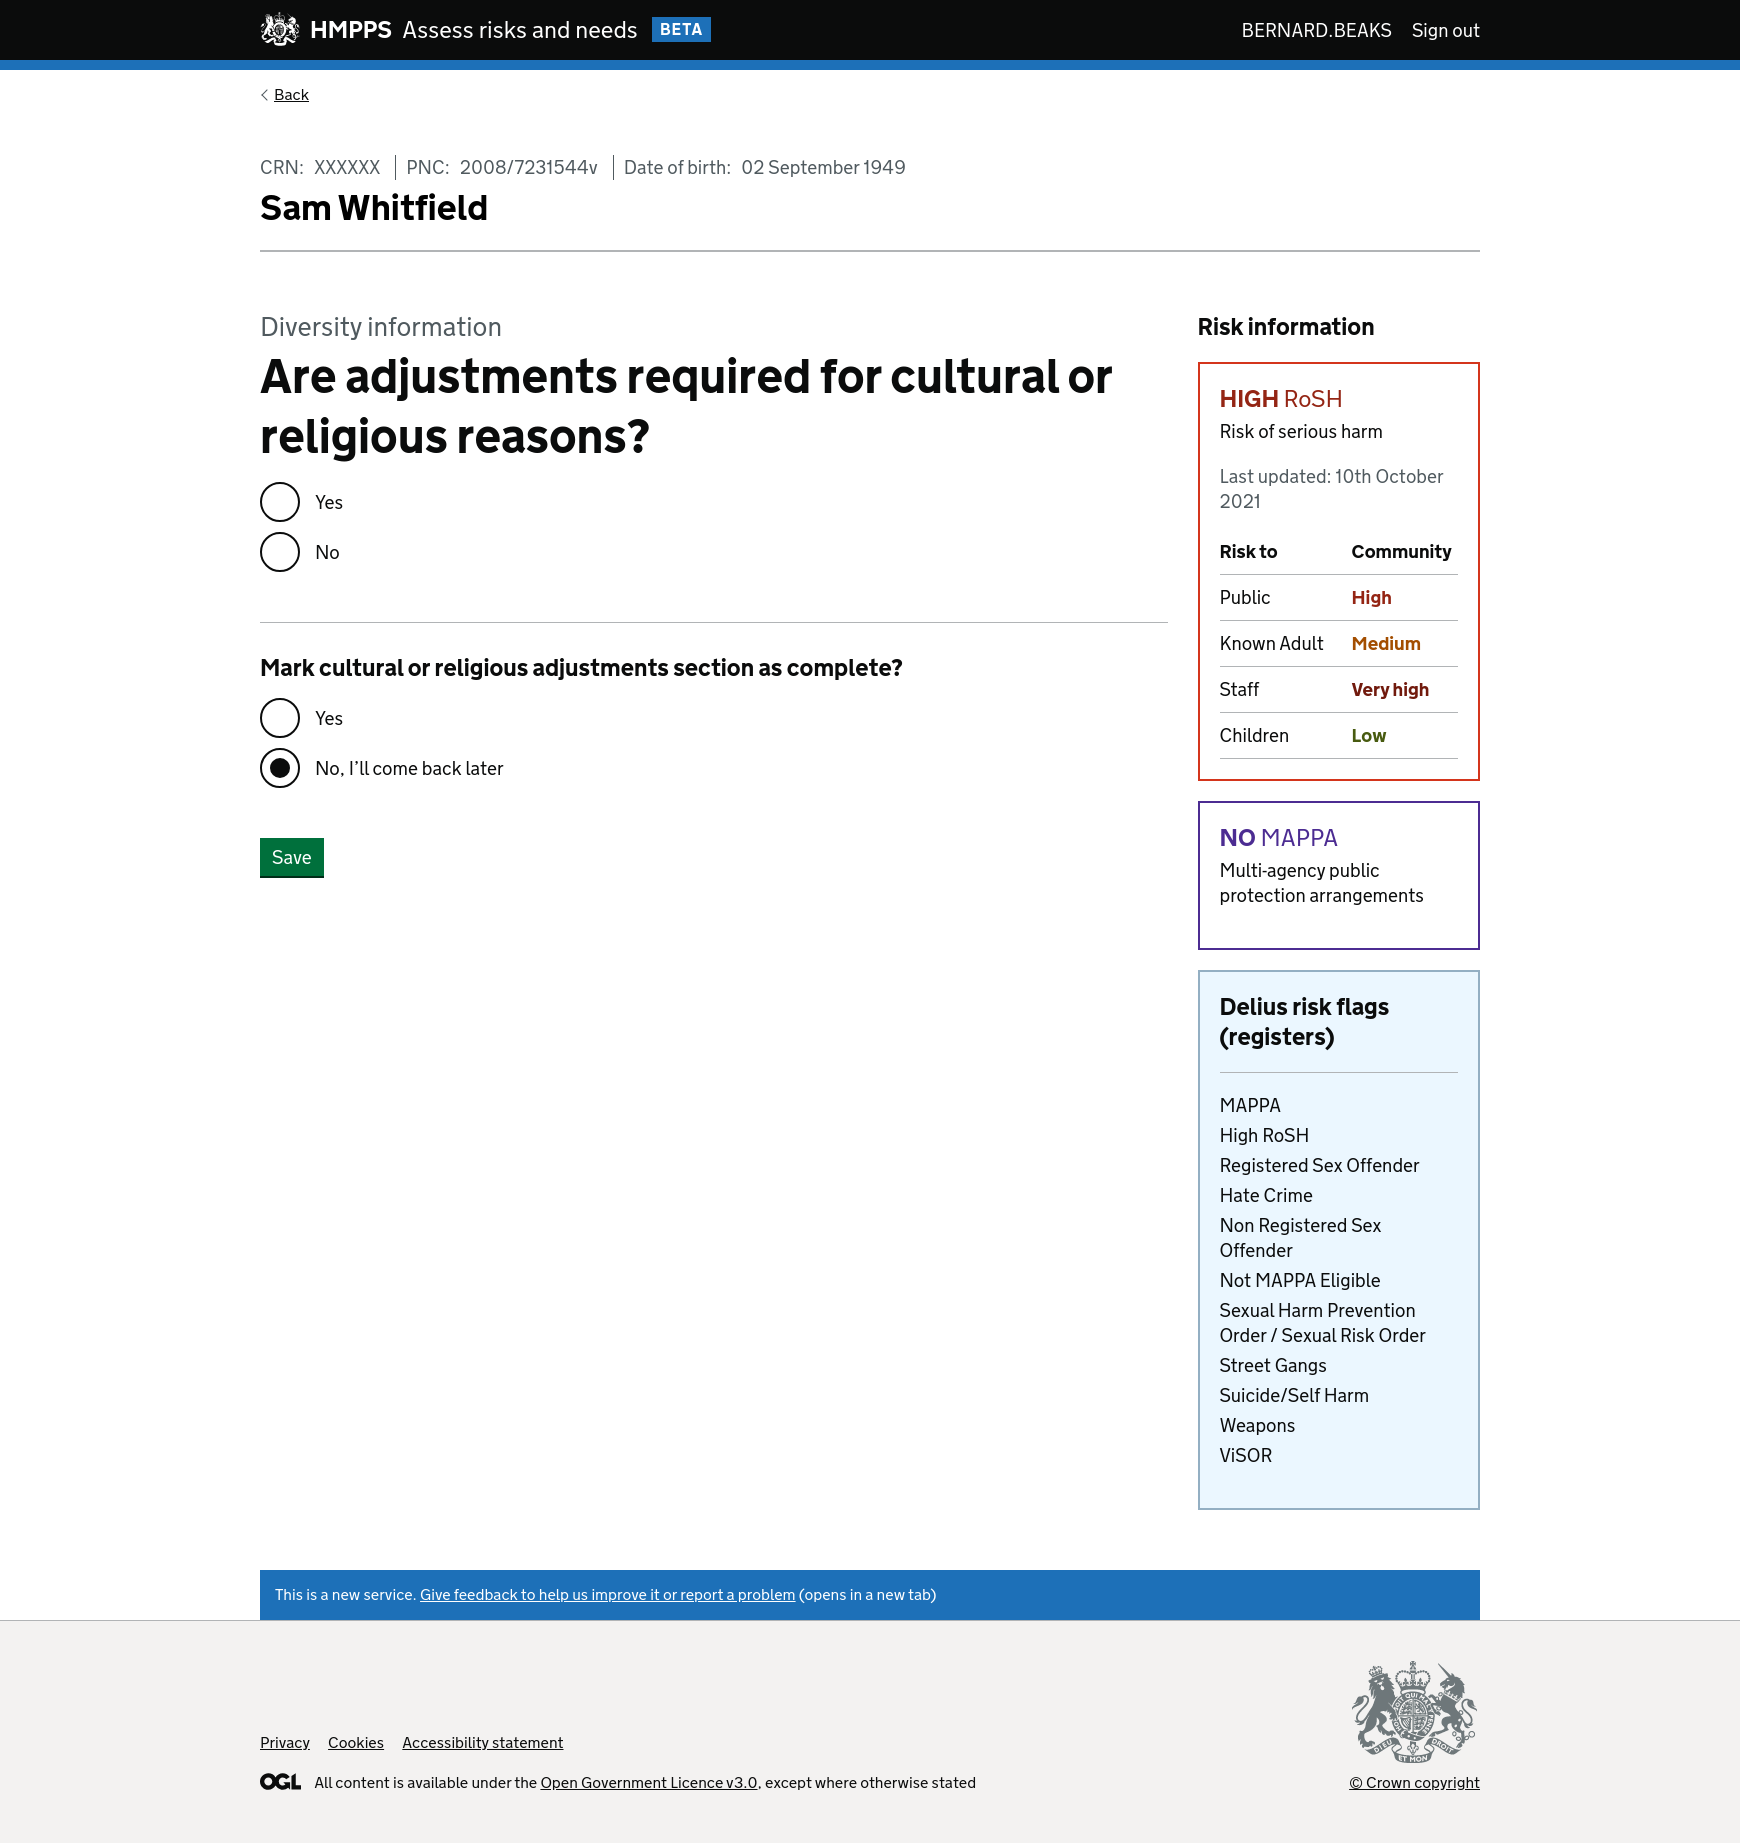 HMPPS Assess risks and needs BETA BERNARD.BEAKS Sign out
Back
CRN: XXXXXX PNC: 2008/7231544v Date of birth: 02 September 1949
Sam Whitfield
Diversity information
Are adjustments required for cultural or
religious reasons?
Yes
No
Mark cultural or religious adjustments section as complete?
Yes
No, I’ll come back later
Save
Risk information
HIGH RoSH
Risk of serious harm
Last updated: 10th October
2021
Risk to Community
Public High
Known Adult Medium
Staff Very high
Children Low
NO MAPPA
Multi-agency public
protection arrangements
Delius risk flags
(registers)
MAPPA
High RoSH
Registered Sex Offender
Hate Crime
Non Registered Sex
Offender
Not MAPPA Eligible
Sexual Harm Prevention
Order / Sexual Risk Order
Street Gangs
Suicide/Self Harm
Weapons
ViSOR
This is a new service. Give feedback to help us improve it or report a problem (opens in a new tab)
Privacy Cookies Accessibility statement
OGL All content is available under the Open Government Licence v3.0, except where otherwise stated
© Crown copyright